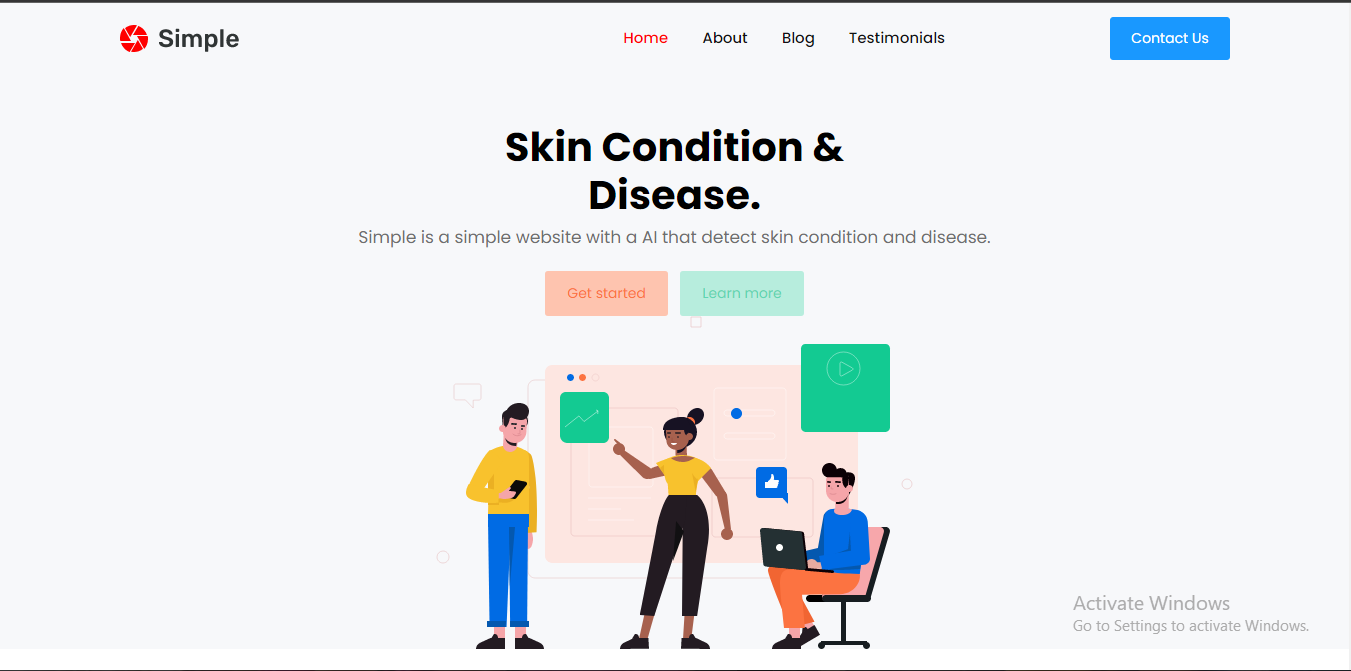 Simple
Home About Blog Testimonials
Contact Us
Skin Condition &
Disease.
Simple is a simple website with a AI that detect skin condition and disease.
Get started Learn more
Activate Windows
Go to Settings to activate Windows.